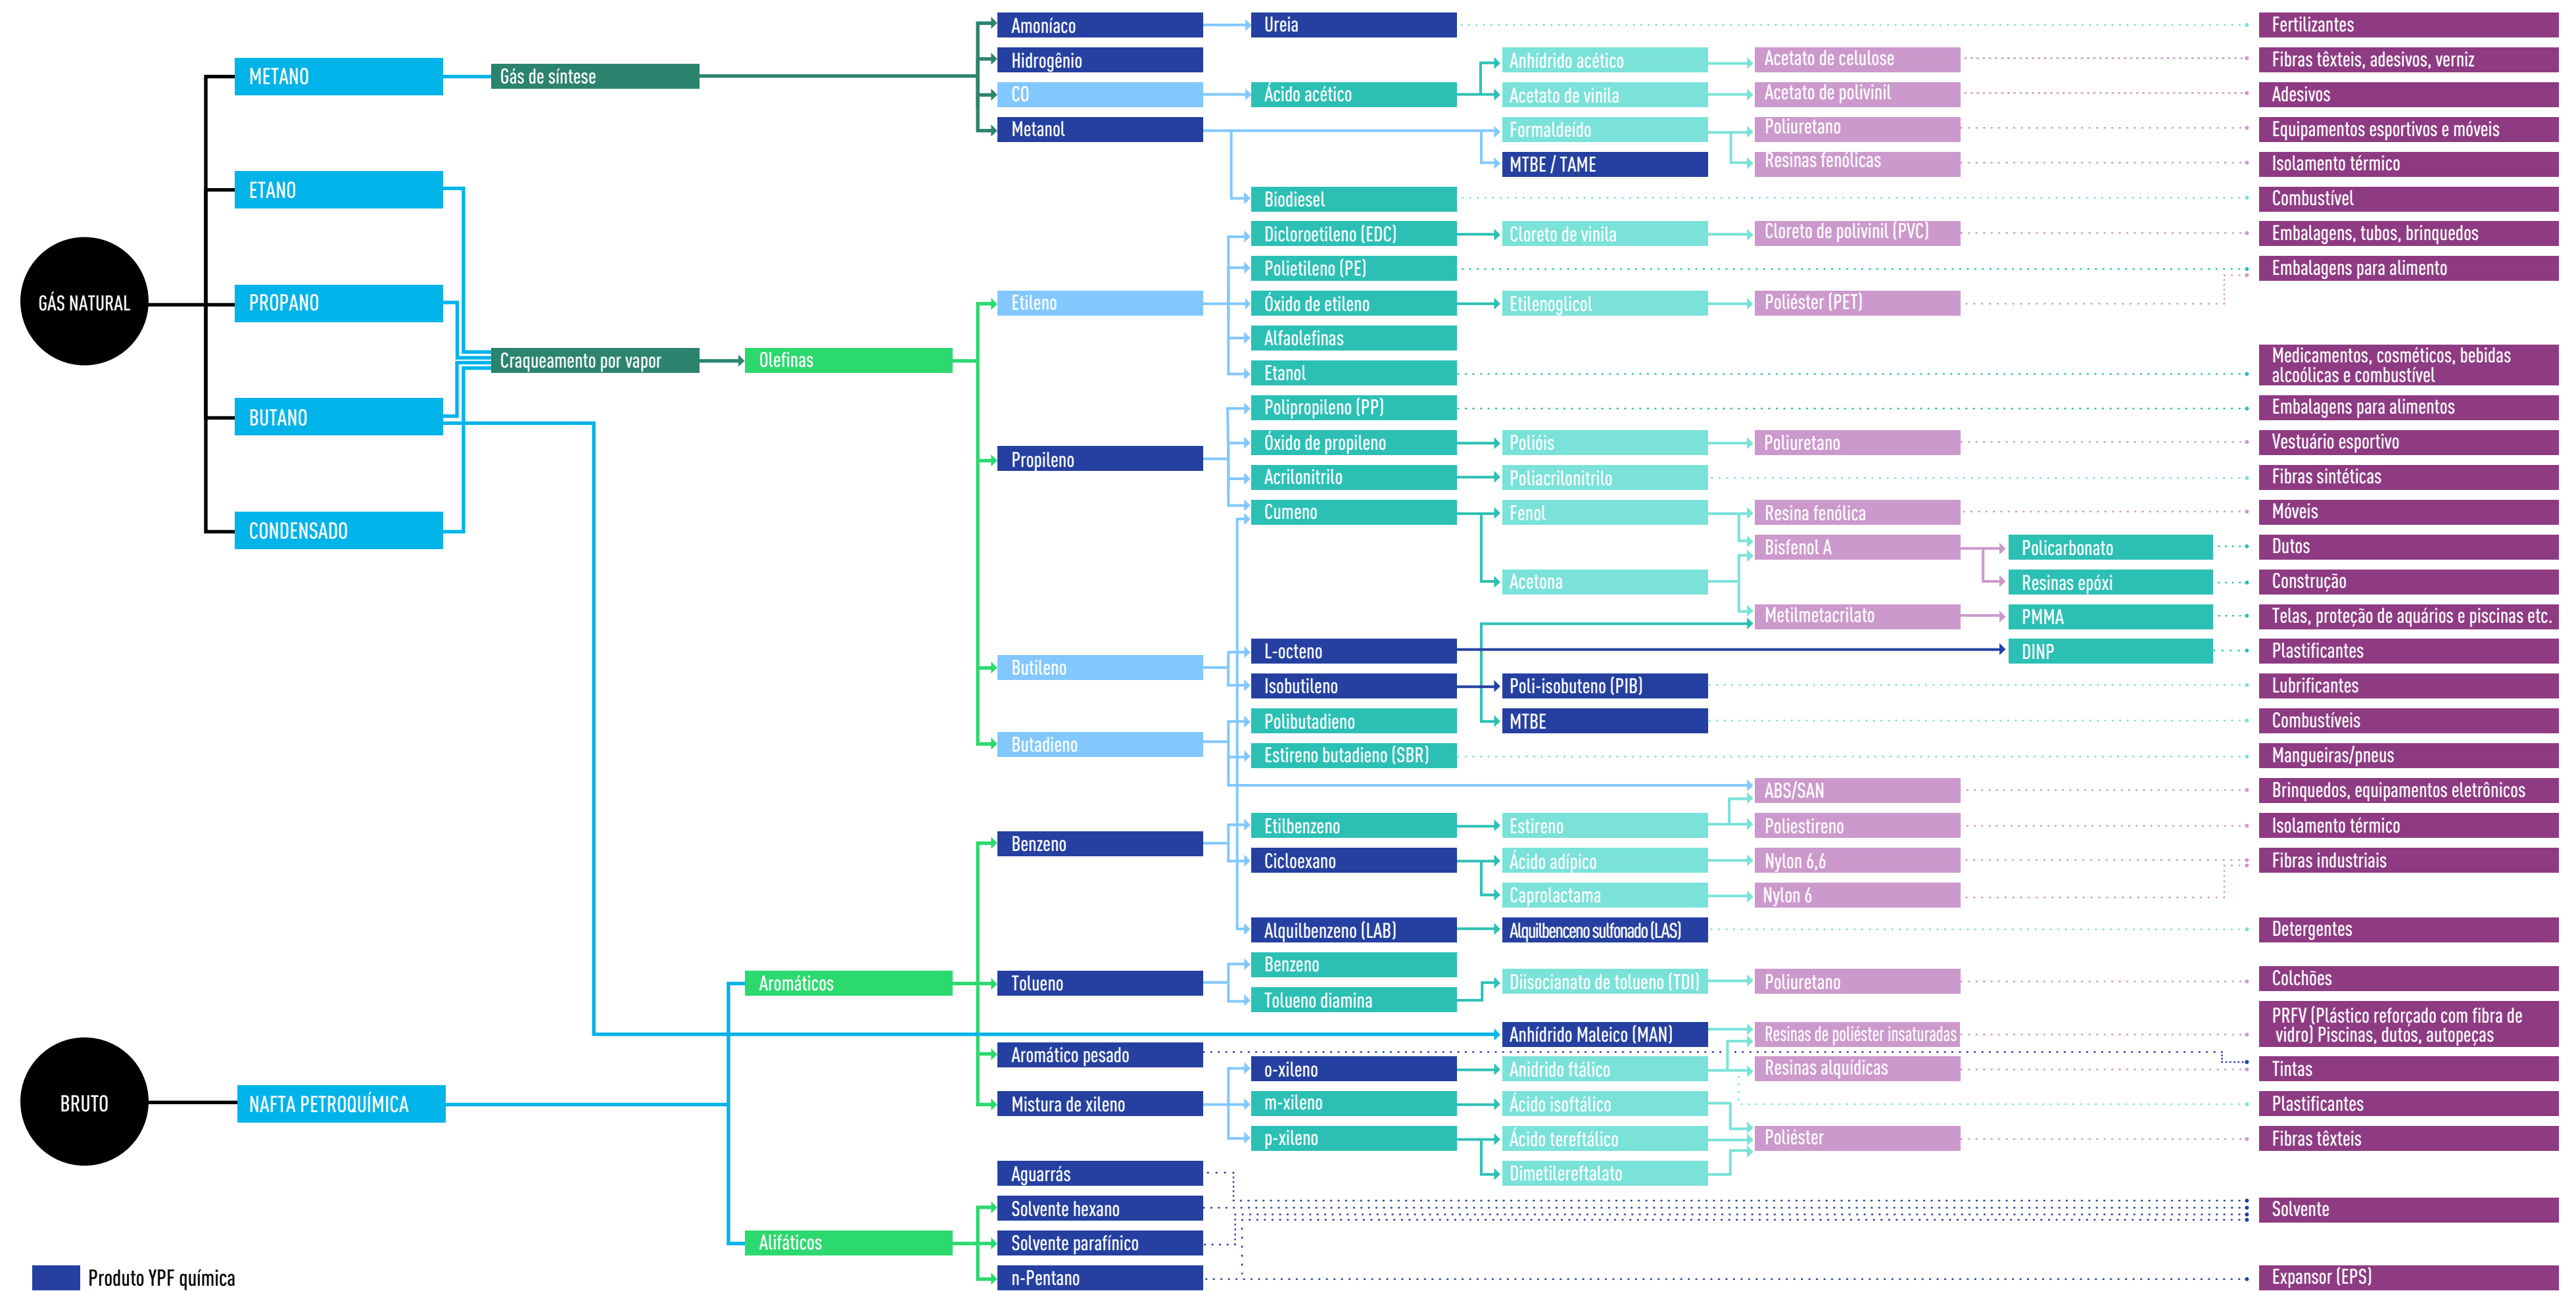 GÁS NATURAL
BRUTO
METANO
ETANO
PROPANO
BUTANO
CONDENSADO
NAFTA PETROQUÍMICA
Gás de síntese
Craqueamento por vapor
Olefinas
Aromáticos
Alifáticos
Amoníaco
Hidrogênio
CO
Metanol
Etileno
Propileno
Butileno
Butadieno
Benzeno
Tolueno
Aromático pesado
Mistura de xileno
Aguarrás
Solvente hexano
Solvente parafínico
n-Pentano
Ureia
Ácido acético
Biodiesel
Dicloroetileno (EDC)
Polietileno (PE)
Óxido de etileno
Alfaolefinas
Etanol
Polipropileno (PP)
Óxido de propileno
Acrilonitrilo
Cumeno
L-octeno
Isobutileno
Polibutadieno
Estireno butadieno (SBR)
Etilbenzeno
Cicloexano
Alquilbenzeno (LAB)
Benzeno
Tolueno diamina
o-xileno
m-xileno
p-xileno
Anhídrido acético
Acetato de vinila
Formaldeído
MTBE / TAME
Cloreto de vinila
Etilenoglicol
Polióis
Poliacrilonitrilo
Fenol
Acetona
Poli-isobuteno (PIB)
MTBE
Estireno
Ácido adípico
Caprolactama
Alquilbenceno sulfonado (LAS)
Diisocianato de tolueno (TDI)
Anhídrido Maleico (MAN)
Anidrido ftálico
Ácido isoftálico
Ácido tereftálico
Dimetilereftalato
Acetato de celulose
Acetato de polivinil
Poliuretano
Resinas fenólicas
Cloreto de polivinil (PVC)
Poliéster (PET)
Poliuretano
Resina fenólica
Bisfenol A
Metilmetacrilato
ABS/SAN
Poliestireno
Nylon 6,6
Nylon 6
Poliuretano
Resinas de poliéster insaturadas
Resinas alquídicas
Poliéster
Policarbonato
Resinas epóxi
PMMA
DINP
Fertilizantes
Fibras têxteis, adesivos, verniz
Adesivos
Equipamentos esportivos e móveis
Isolamento térmico
Combustível
Embalagens, tubos, brinquedos
Embalagens para alimento
Medicamentos, cosméticos, bebidas
alcoólicas e combustível
Embalagens para alimentos
Vestuário esportivo
Fibras sintéticas
Móveis
Dutos
Construção
Telas, proteção de aquários e piscinas etc.
Plastificantes
Lubrificantes
Combustíveis
Mangueiras/pneus
Brinquedos, equipamentos eletrônicos
Isolamento térmico
Fibras industriais
Detergentes
Colchões
PRFV (Plástico reforçado com fibra de
vidro) Piscinas, dutos, autopeças
Tintas
Plastificantes
Fibras têxteis
Solvente
Expansor (EPS)
Produto YPF química